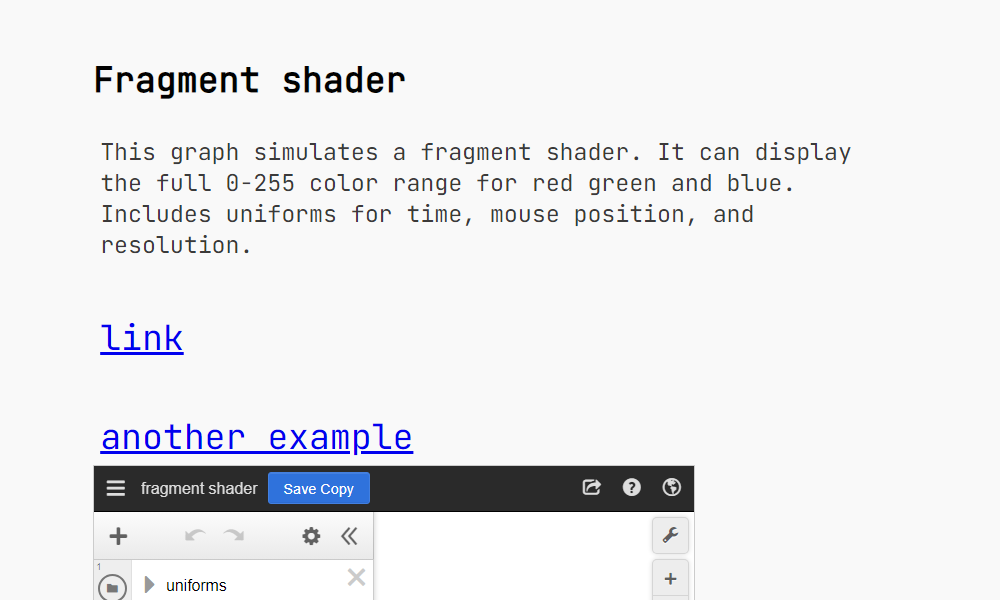 Fragment shader
This graph simulates a fragment shader. It can display
the full 0-255 color range for red green and blue.
Includes uniforms for time, mouse position, and
resolution.
link
another example
fragment shader Save Copy
1
uniforms